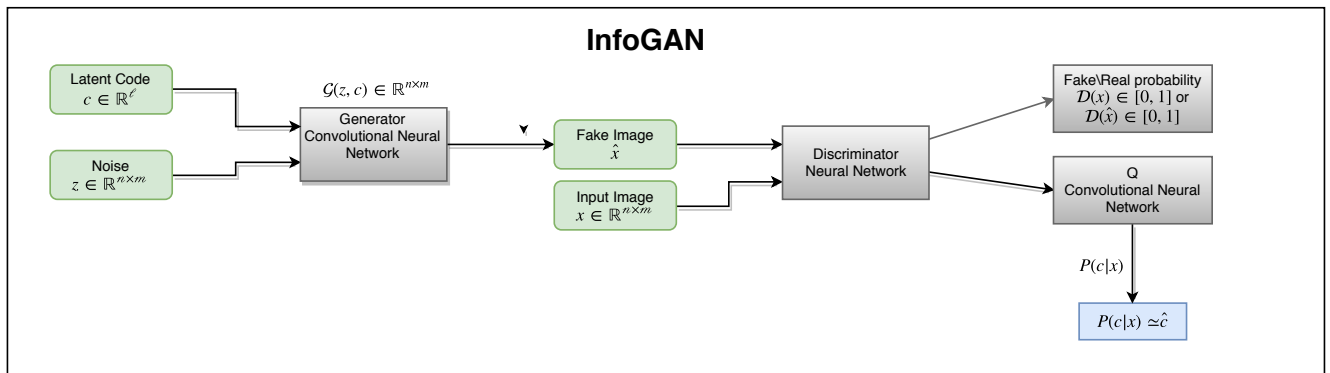 InfoGAN
Latent Code
c ∈ ℝ^ℓ
Noise
z ∈ ℝ^{n×m}
𝒢(z, c) ∈ ℝ^{n×m}
Generator
Convolutional Neural
Network
Fake Image
x̂
Input Image
x ∈ ℝ^{n×m}
Discriminator
Neural Network
Fake\Real probability
𝒟(x) ∈ [0, 1] or
𝒟(x̂) ∈ [0, 1]
Q
Convolutional Neural
Network
P(c|x)
P(c|x) ≃ĉ